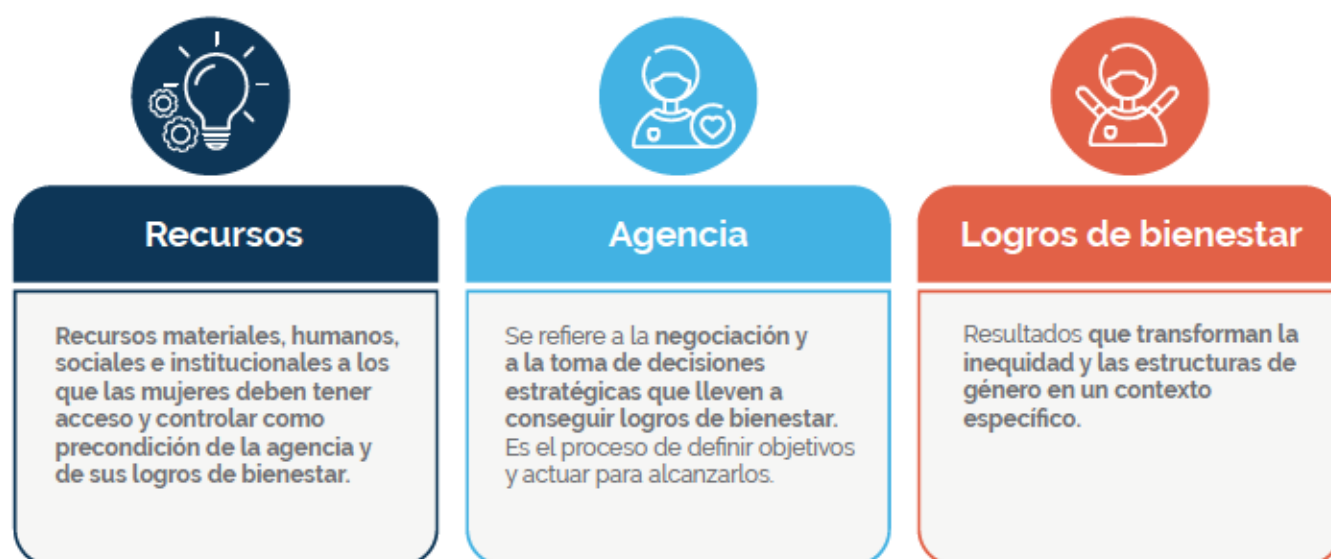 Recursos
Recursos materiales, humanos,
sociales e institucionales a los
que las mujeres deben tener
acceso y controlar como
precondición de la agencia y
de sus logros de bienestar.
Agencia
Se refiere a la negociación y
a la toma de decisiones
estratégicas que lleven a
conseguir logros de bienestar.
Es el proceso de definir objetivos
y actuar para alcanzarlos.
Logros de bienestar
Resultados que transforman la
inequidad y las estructuras de
género en un contexto
específico.